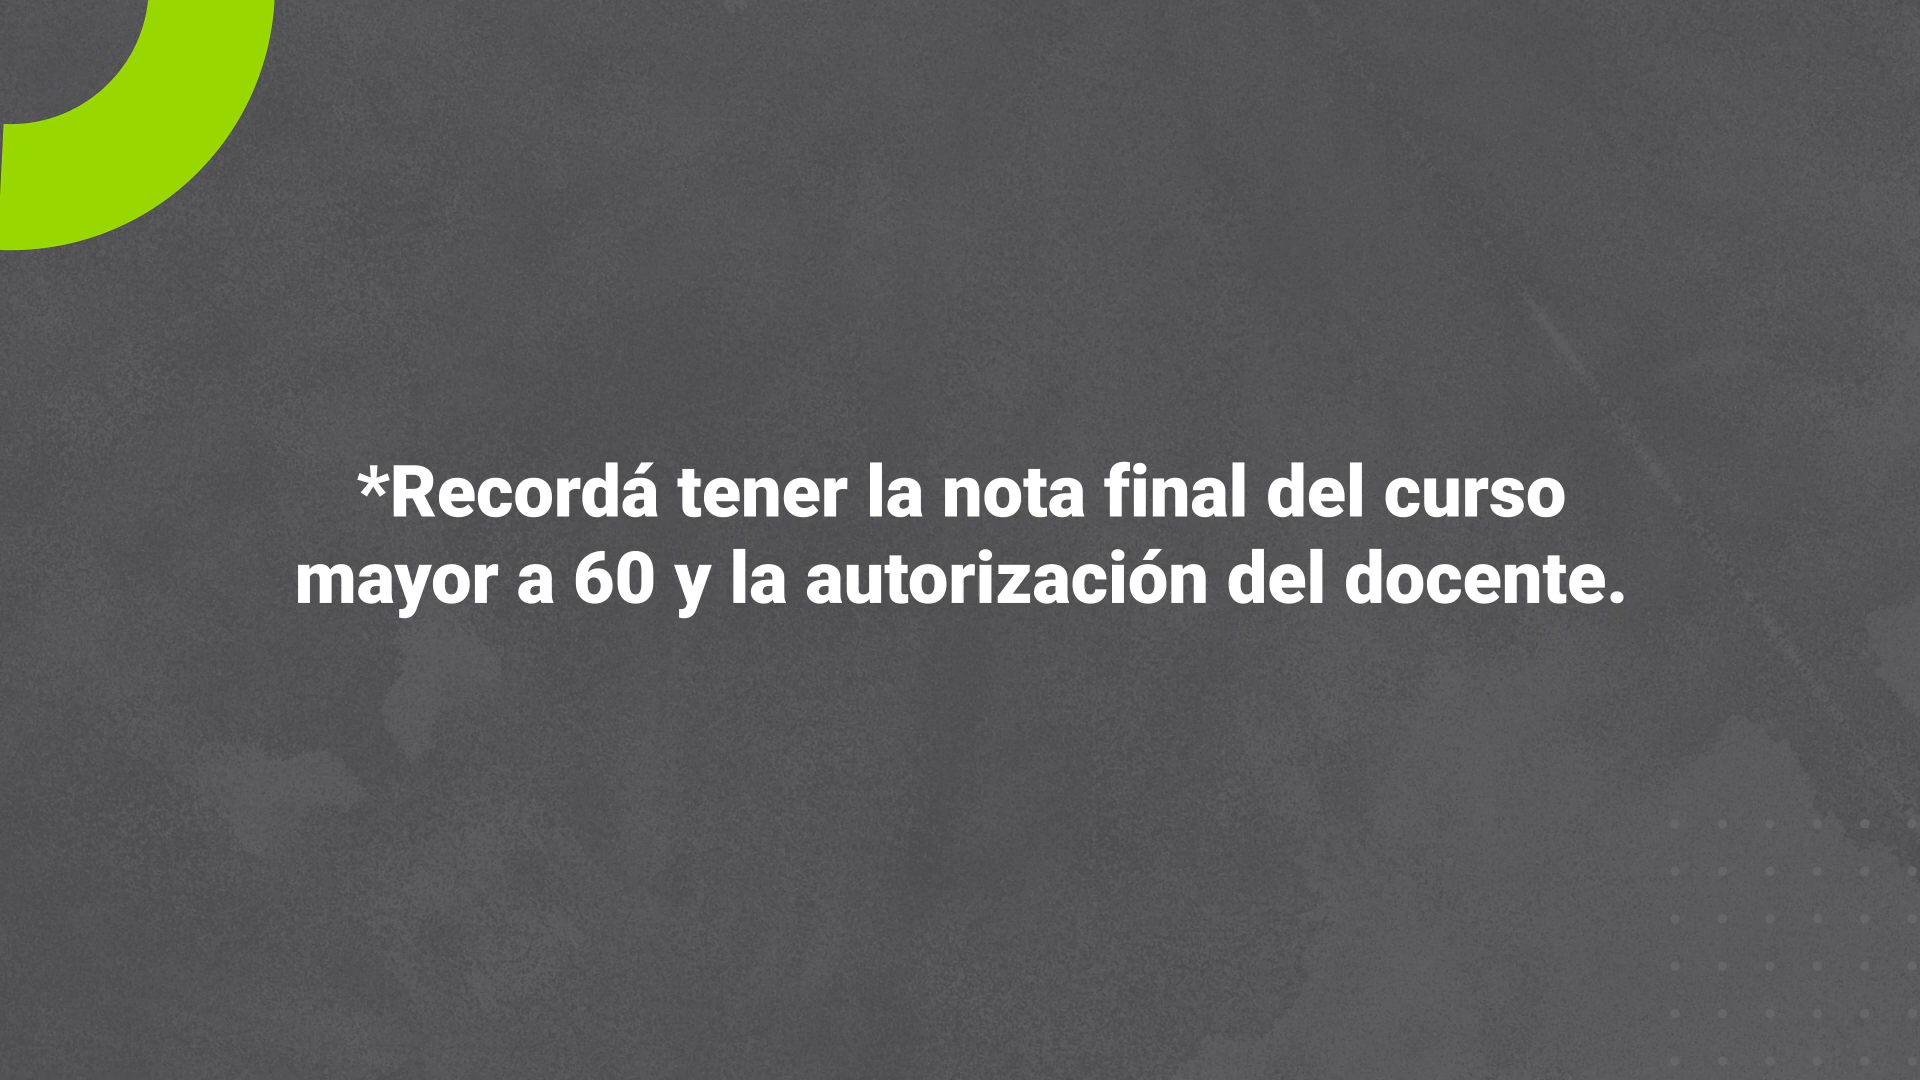 *Recordá tener la nota final del curso
mayor a 60 y la autorización del docente.